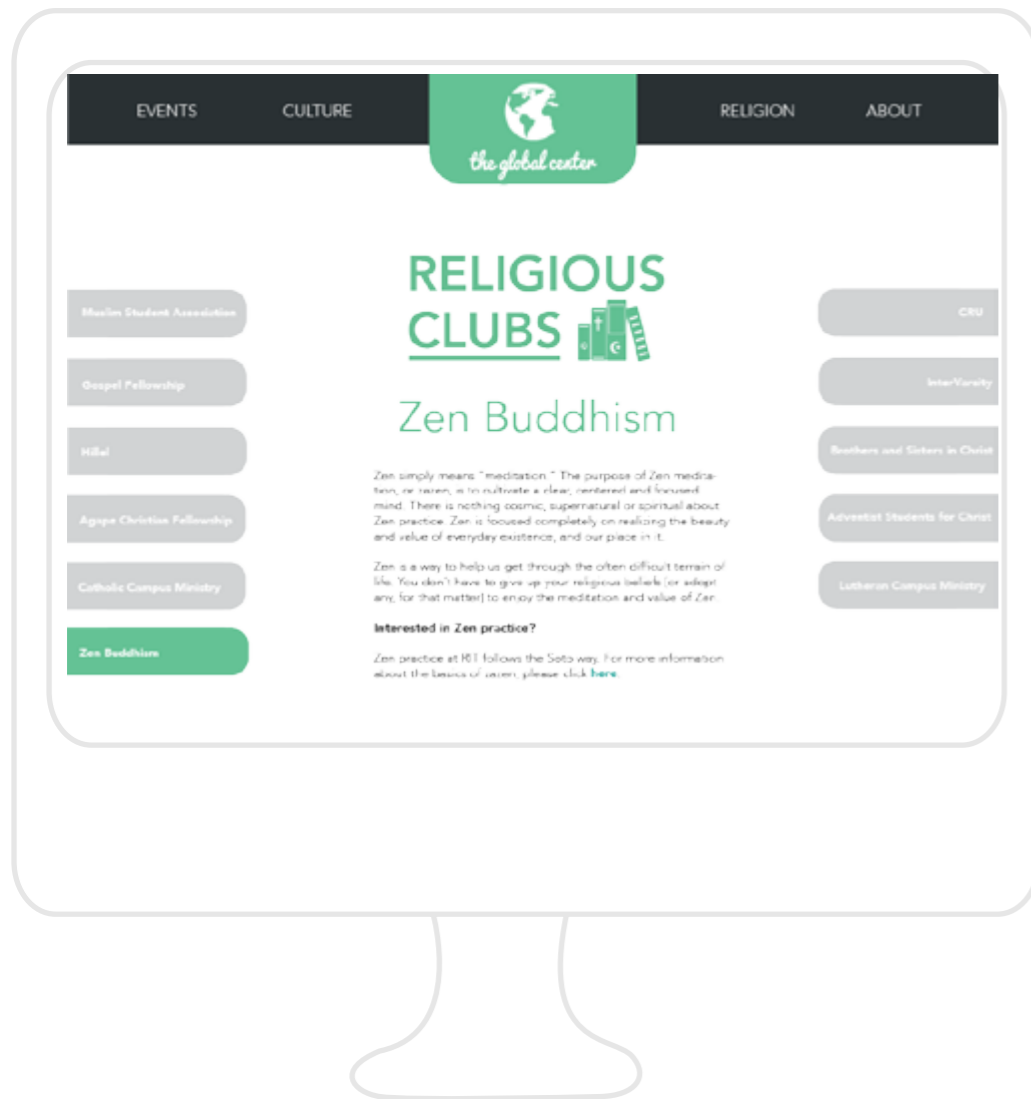 EVENTS
CULTURE
the global center
RELIGION
ABOUT
RELIGIOUS
CLUBS
Muslim Student Association
Gospel Fellowship
Hillel
Agape Christian Fellowship
Catholic Campus Ministry
Zen Buddhism
Zen Buddhism
Zen simply means "meditation." The purpose of Zen medita-
tion, or zazen, is to cultivate a clear, centered and focused
mind. There is nothing cosmic, supernatural or spiritual about
Zen practice. Zen is focused completely on realizing the beauty
and value of everyday existence, and our place in it.
Zen is a way to help us get through the often difficult terrain of
life. You don't have to give up your religious beliefs (or adopt
any, for that matter) to enjoy the meditation and value of Zen.
Interested in Zen practice?
Zen practice at RIT follows the Soto way. For more information
about the basics of zazen, please click here.
CRU
InterVarsity
Brothers and Sisters in Christ
Adventist Students for Christ
Lutheran Campus Ministry